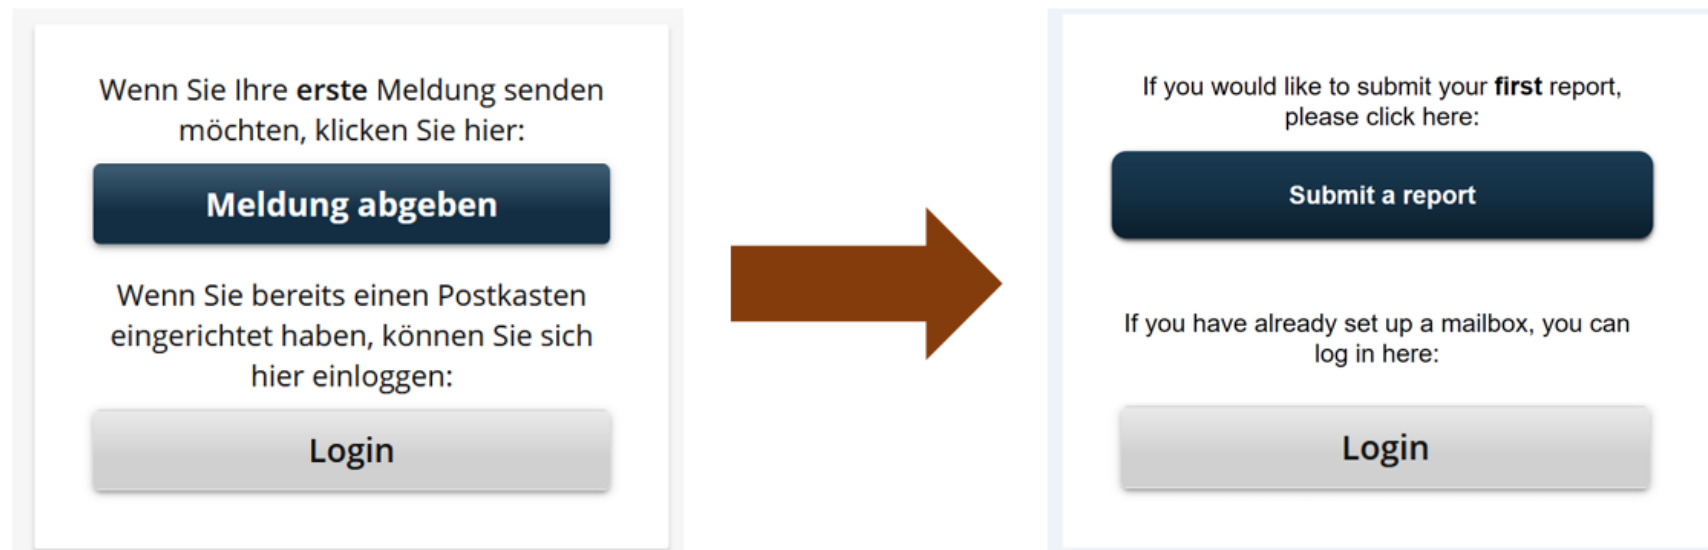 Wenn Sie Ihre erste Meldung senden
möchten, klicken Sie hier:
Meldung abgeben
Wenn Sie bereits einen Postkasten
eingerichtet haben, können Sie sich
hier einloggen:
Login
If you would like to submit your first report,
please click here:
Submit a report
If you have already set up a mailbox, you can
log in here:
Login